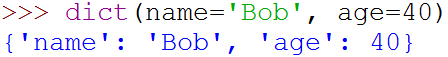 >>> dict(name='Bob', age=40)
{'name': 'Bob', 'age': 40}